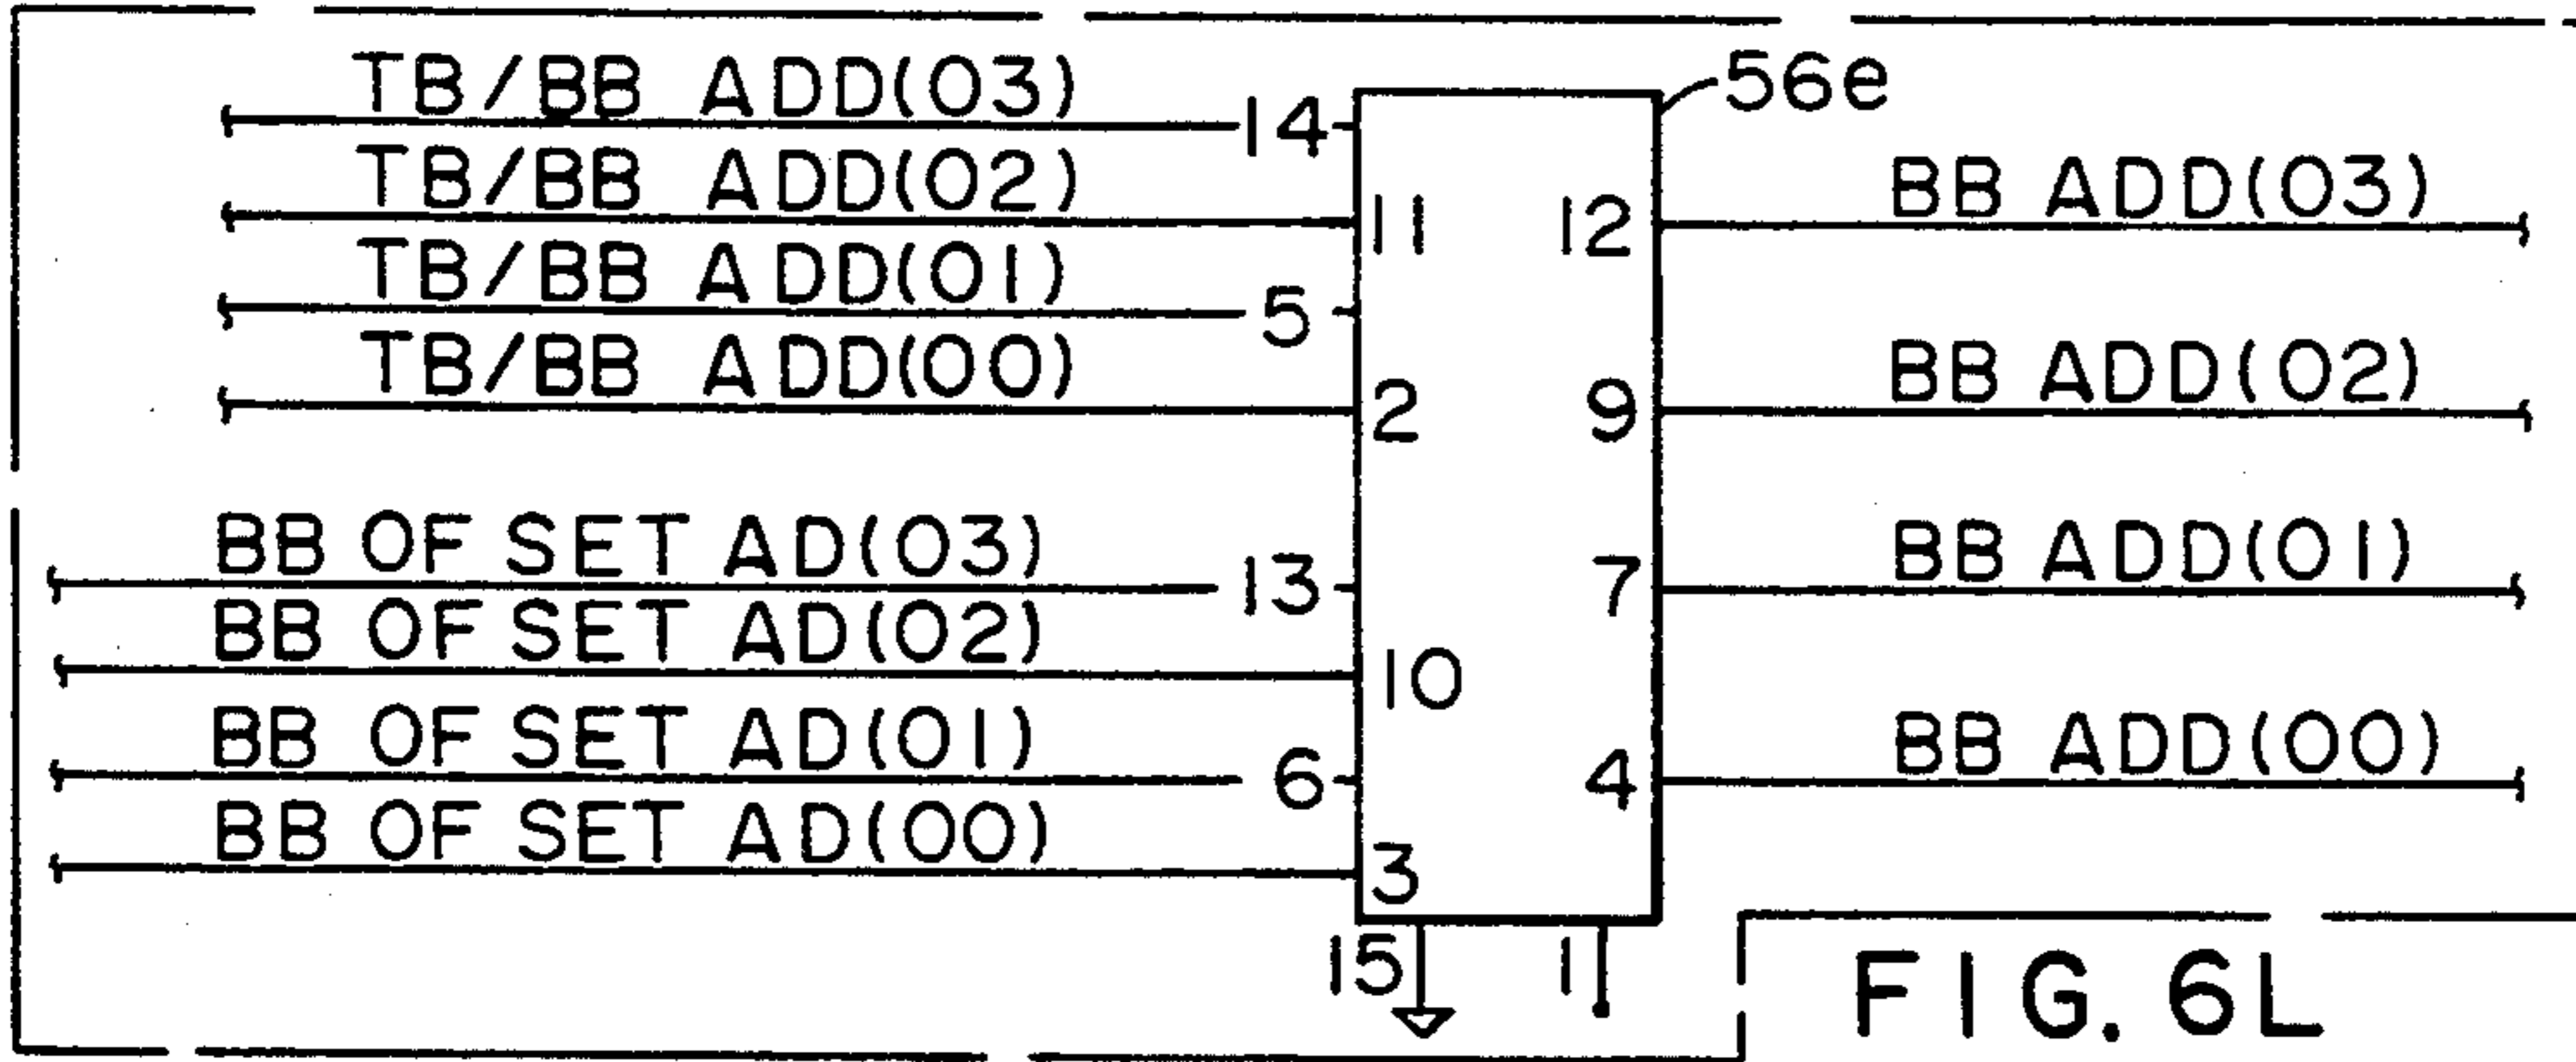 TB/BB ADD(03) 14 56e
TB/BB ADD(02) 11 12 BB ADD(03)
TB/BB ADD(01) 5
TB/BB ADD(00) 2 9 BB ADD(02)
BB OF SET AD(03) 13 7 BB ADD(01)
BB OF SET AD(02) 10
BB OF SET AD(01) 6 4 BB ADD(00)
BB OF SET AD(00) 3
15 1
FIG. 6L